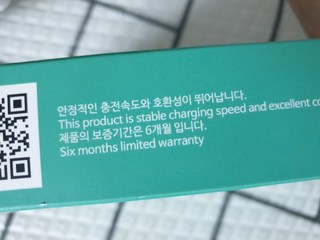 안정적인 충전속도와 호환성이 뛰어납니다.
This product is stable charging speed and excellent co
제품의 보증기간은 6개월 입니다.
Six months limited warranty